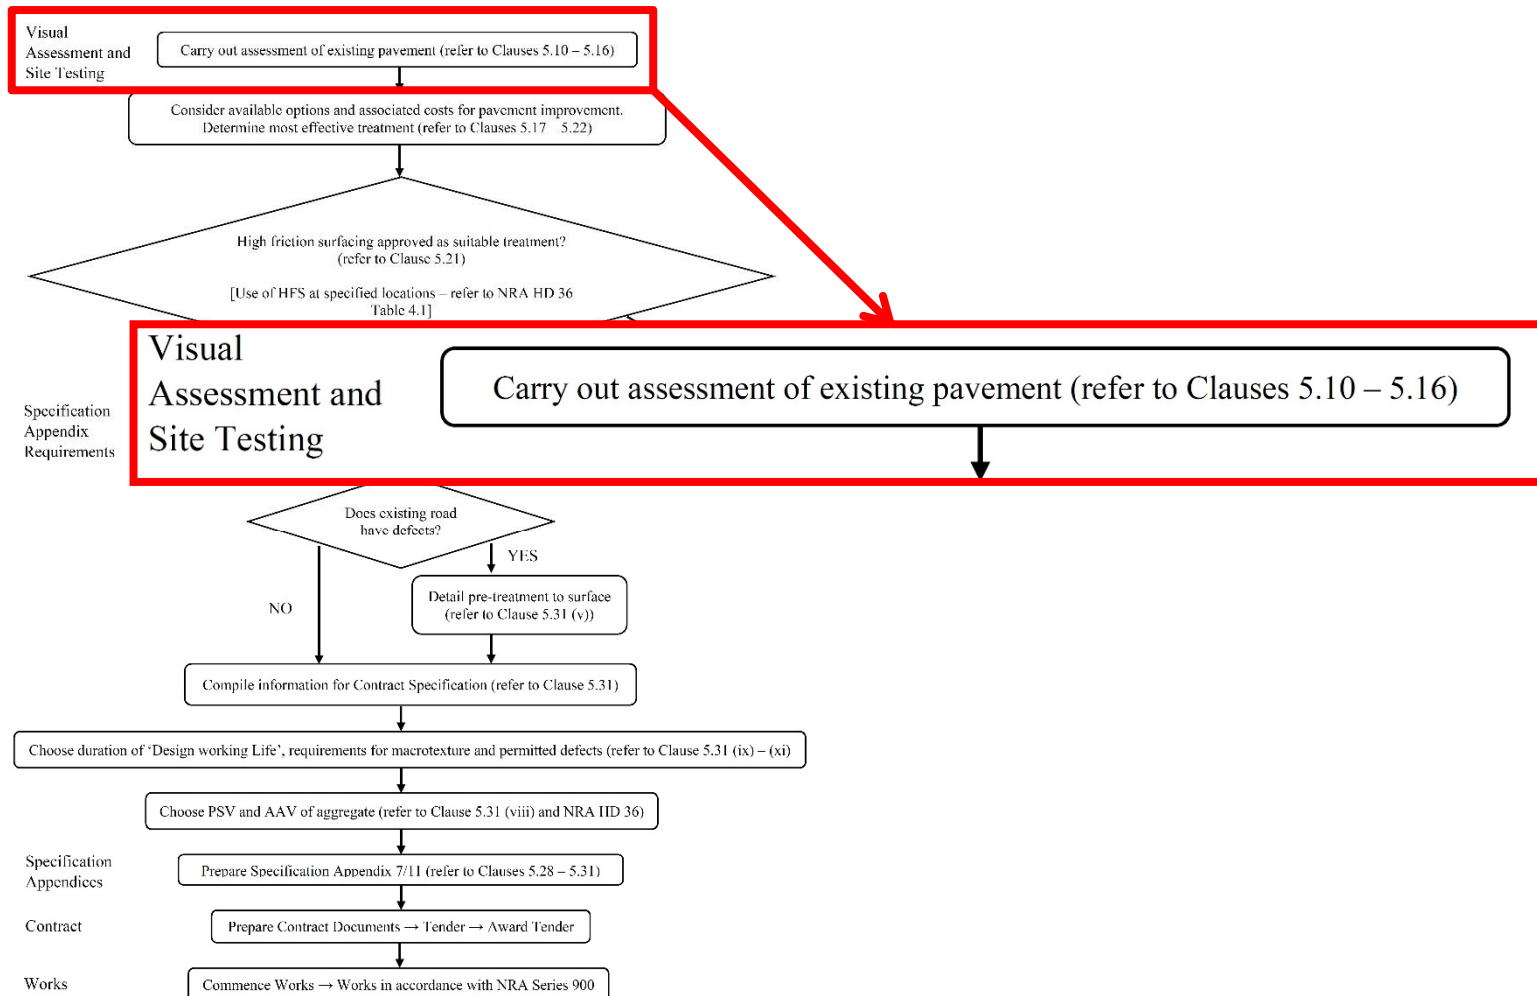 Visual
Assessment and
Site Testing
Carry out assessment of existing pavement (refer to Clauses 5.10 – 5.16)
Consider available options and associated costs for pavement improvement.
Determine most effective treatment (refer to Clauses 5.17 5.22)
High friction surfacing approved as suitable treatment?
(refer to Clause 5.21)
[Use of HFS at specified locations – refer to NRA HD 36
Table 4.1]
Visual
Assessment and
Site Testing
Carry out assessment of existing pavement (refer to Clauses 5.10 – 5.16)
Specification
Appendix
Requirements
Does existing road
have defects?
YES
NO
Detail pre-treatment to surface
(refer to Clause 5.31 (v))
Compile information for Contract Specification (refer to Clause 5.31)
Choose duration of ‘Design working Life’, requirements for macrotexture and permitted defects (refer to Clause 5.31 (ix) – (xi)
Choose PSV and AAV of aggregate (refer to Clause 5.31 (viii) and NRA HD 36)
Specification
Appendices
Prepare Specification Appendix 7/11 (refer to Clauses 5.28 – 5.31)
Contract
Prepare Contract Documents → Tender → Award Tender
Works
Commence Works → Works in accordance with NRA Series 900